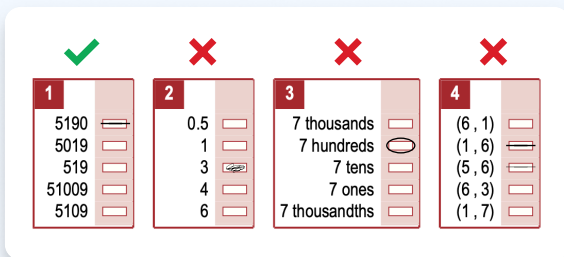 1
5190
5019
519
51009
5109
2
0.5
1
3
4
6
3
7 thousands
7 hundreds
7 tens
7 ones
7 thousandths
4
(6 , 1)
(1 , 6)
(5 , 6)
(6 , 3)
(1 , 7)